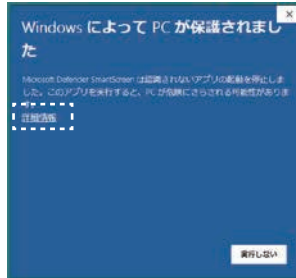 Windows によって PC が保護されまし
た
Microsoft Defender SmartScreen は認識されないアプリの起動を停止しま
した。このアプリを実行すると、PC が危険にさらされる可能性がありま
す。
詳細情報
実行しない